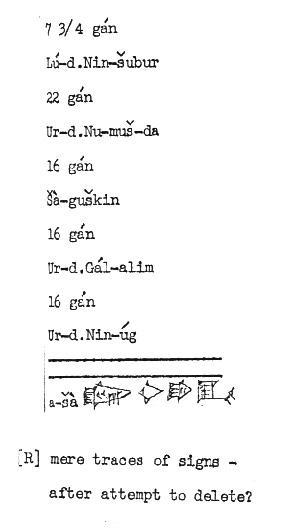 7 3/4 gán
Lú-d.Nin-šubur
22 gán
Ur-d.Nu-muš-da
16 gán
Šà-guškin
16 gán
Ur-d.Gál-alim
16 gán
Ur-d.Nin-úg
a-šà
[R] mere traces of signs -
after attempt to delete?